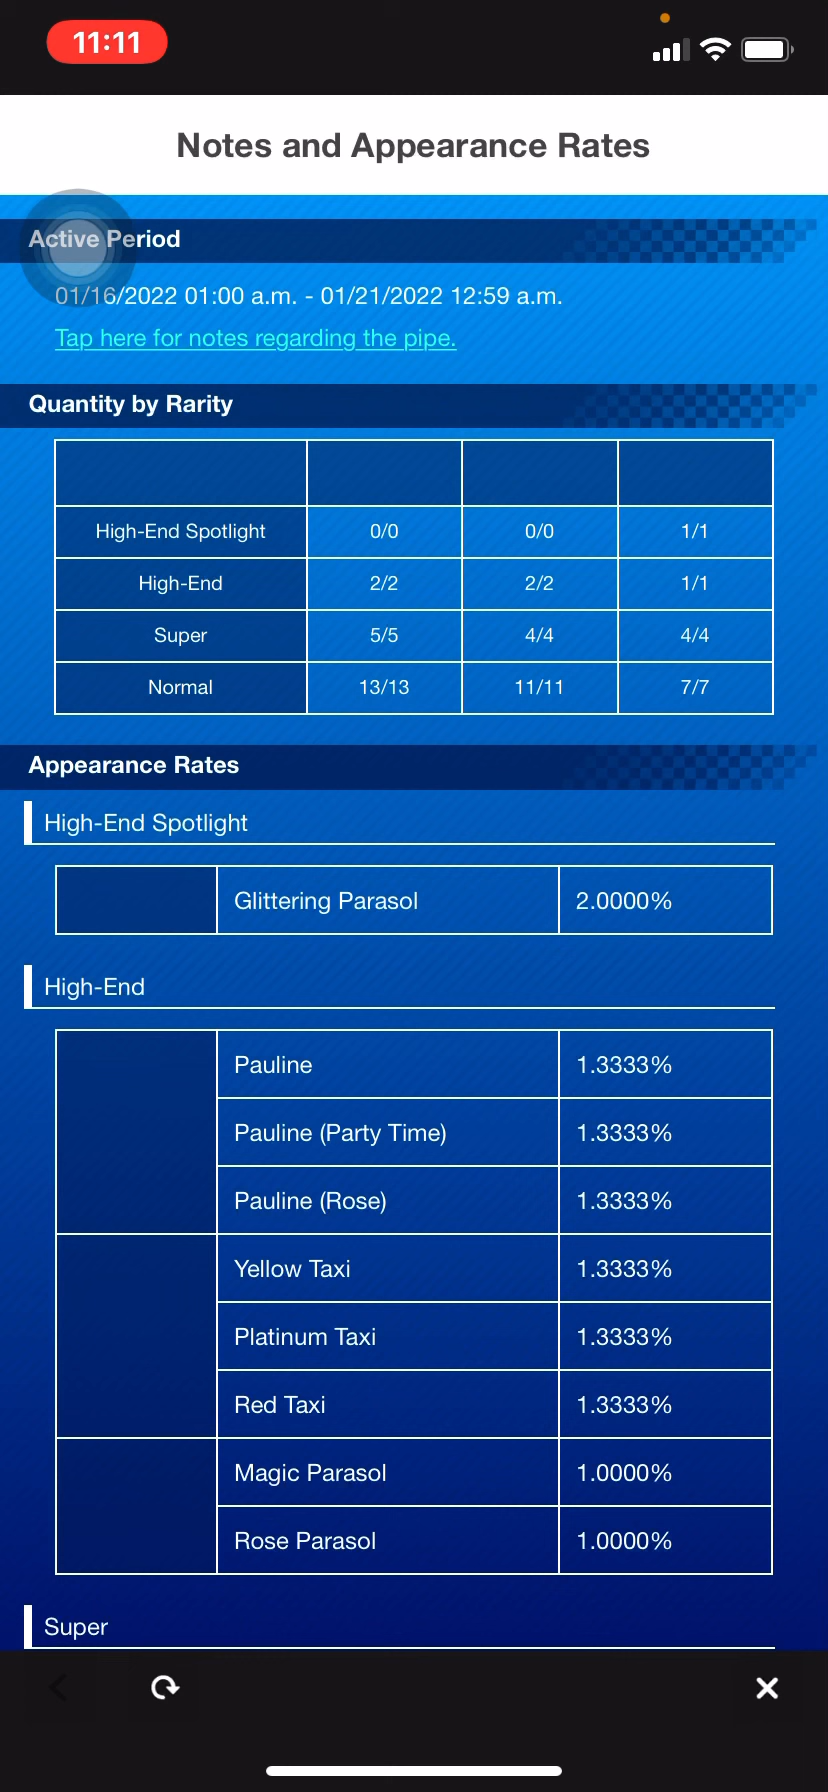 11:11
Notes and Appearance Rates
Active Period
01/16/2022 01:00 a.m. - 01/21/2022 12:59 a.m.
Tap here for notes regarding the pipe.
Quantity by Rarity
High-End Spotlight 0/0 0/0 1/1
High-End 2/2 2/2 1/1
Super 5/5 4/4 4/4
Normal 13/13 11/11 7/7
Appearance Rates
High-End Spotlight
Glittering Parasol 2.0000%
High-End
Pauline 1.3333%
Pauline (Party Time) 1.3333%
Pauline (Rose) 1.3333%
Yellow Taxi 1.3333%
Platinum Taxi 1.3333%
Red Taxi 1.3333%
Magic Parasol 1.0000%
Rose Parasol 1.0000%
Super